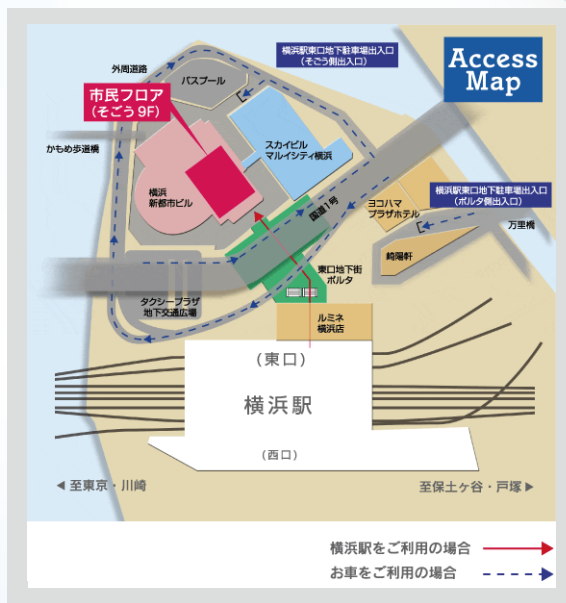 Access
Map
外周道路
横浜駅東口地下駐車場出入口
(そごう側出入口)
バスプール
市民フロア
(そごう9F)
かもめ歩道橋
スカイビル
マルイシティ横浜
横浜
新都市ビル
国道1号
ヨコハマ
プラザホテル
横浜駅東口地下駐車場出入口
(ポルタ側出入口)
万里橋
崎陽軒
東口地下街
ポルタ
タクシープラザ
地下交通広場
ルミネ
横浜店
(東口)
横浜駅
(西口)
◀ 至東京・川崎
至保土ヶ谷・戸塚 ▶
横浜駅をご利用の場合
お車をご利用の場合